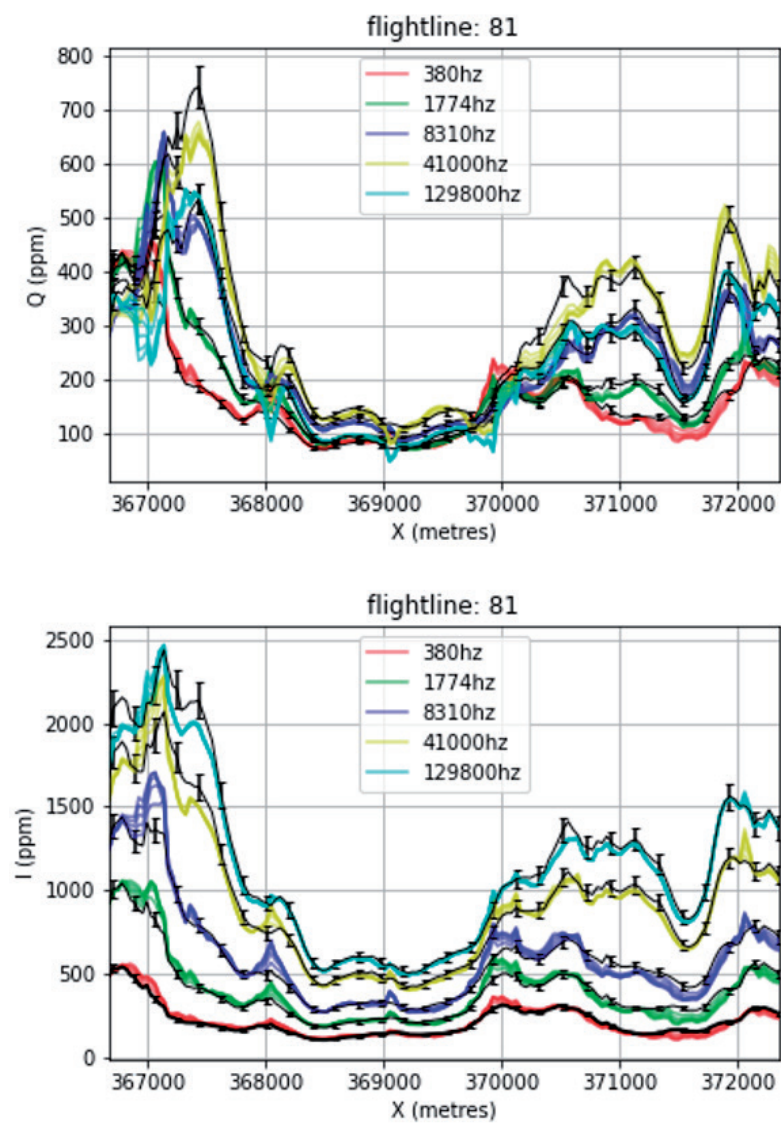 flightline: 81
Q (ppm)
800
700
600
500
400
300
200
100
380hz
1774hz
8310hz
41000hz
129800hz
367000 368000 369000 370000 371000 372000
X (metres)
flightline: 81
I (ppm)
2500
2000
1500
1000
500
0
380hz
1774hz
8310hz
41000hz
129800hz
367000 368000 369000 370000 371000 372000
X (metres)